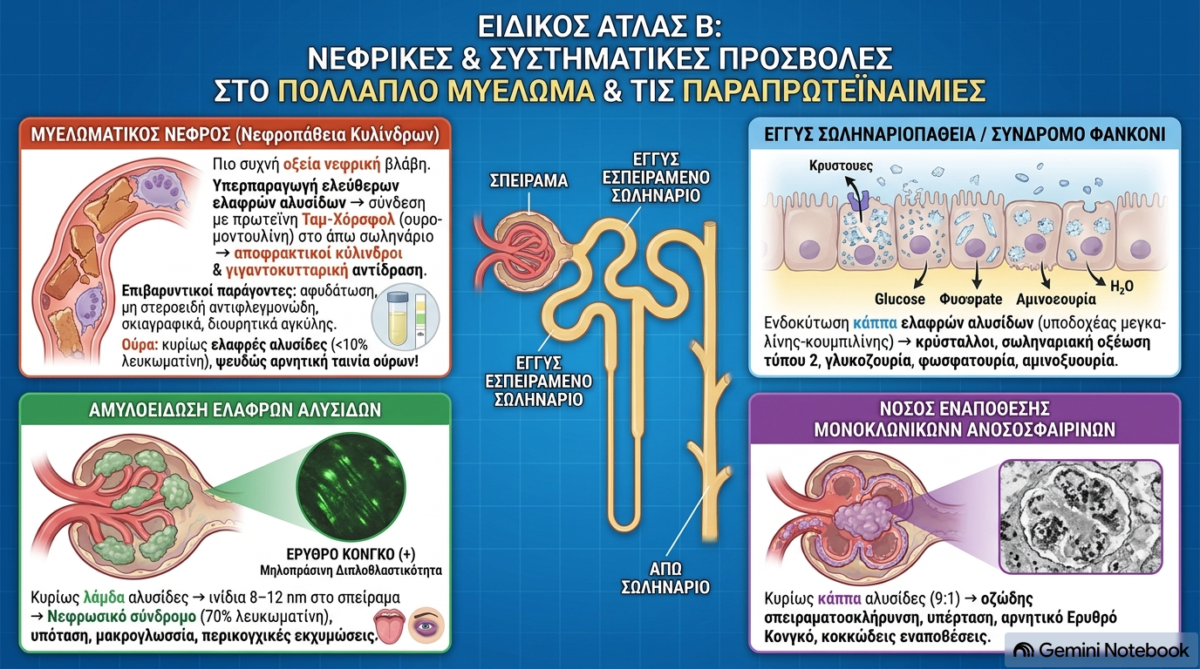 ΕΙΔΙΚΟΣ ΑΤΛΑΣ Β:
ΝΕΦΡΙΚΕΣ & ΣΥΣΤΗΜΑΤΙΚΕΣ ΠΡΟΣΒΟΛΕΣ
ΣΤΟ ΠΟΛΛΑΠΛΟ ΜΥΕΛΩΜΑ & ΤΙΣ ΠΑΡΑΠΡΩΤΕΪΝΑΙΜΙΕΣ
ΜΥΕΛΩΜΑΤΙΚΟΣ ΝΕΦΡΟΣ (Νεφροπάθεια Κυλίνδρων)
Πιο συχνή οξεία νεφρική βλάβη.
Υπερπαραγωγή ελεύθερων
ελαφρών αλυσίδων → σύνδεση
με πρωτεΐνη Ταμ-Χόρσφολ (ουρο-
μοντουλίνη) στο άπω σωληνάριο
→ αποφρακτικοί κύλινδροι
& γιγαντοκυτταρική αντίδραση.
Επιβαρυντικοί παράγοντες: αφυδάτωση,
μη στεροειδή αντιφλεγμονώδη,
σκιαγραφικά, διουρητικά αγκύλης.
Ούρα: κυρίως ελαφρές αλυσίδες (<10%
λευκωματίνη), ψευδώς αρνητική ταινία ούρων!
ΣΠΕΙΡΑΜΑ
ΕΓΓΥΣ
ΕΣΠΕΙΡΑΜΕΝΟ
ΣΩΛΗΝΑΡΙΟ
ΕΓΓΥΣ
ΕΣΠΕΙΡΑΜΕΝΟ
ΣΩΛΗΝΑΡΙΟ
ΑΠΩ
ΣΩΛΗΝΑΡΙΟ
ΕΓΓΥΣ ΣΩΛΗΝΑΡΙΟΠΑΘΕΙΑ / ΣΥΝΔΡΟΜΟ ΦΑΝΚΟΝΙ
Κρυστουες
Glucose Φυσφρate Αμινοευρία
H₂O
Ενδοκύτωση κάππα ελαφρών αλυσίδων (υποδοχέας μεγκα-
λίνης-κουμπιλίνης) → κρύσταλλοι, σωληναριακή οξέωση
τύπου 2, γλυκοζουρία, φωσφατουρία, αμινοξυουρία.
ΑΜΥΛΟΕΙΔΩΣΗ ΕΛΑΦΡΩΝ ΑΛΥΣΙΔΩΝ
ΕΡΥΘΡΟ ΚΟΝΓΚΟ (+)
Μηλοπράσινη Διπλοβλαστικότητα
Κυρίως λάμδα αλυσίδες → ινίδια 8–12 nm στο σπείραμα
→ Νεφρωσικό σύνδρομο (70% λευκωματίνη),
υπόταση, μακρογλωσσία, περικογχικές εκχυμώσεις.
ΝΟΣΟΣ ΕΝΑΠΟΘΕΣΗΣ
ΜΟΝΟΚΛΩΝΙΚΩΝΝ ΑΝΟΣΟΣΦΑΙΡΙΝΩΝ
Κυρίως κάππα αλυσίδες (9:1) → οζώδης
σπειραματοσκλήρυνση, υπέρταση, αρνητικό Ερυθρό
Κονγκό, κοκκώδεις εναποθέσεις.
Gemini Notebook